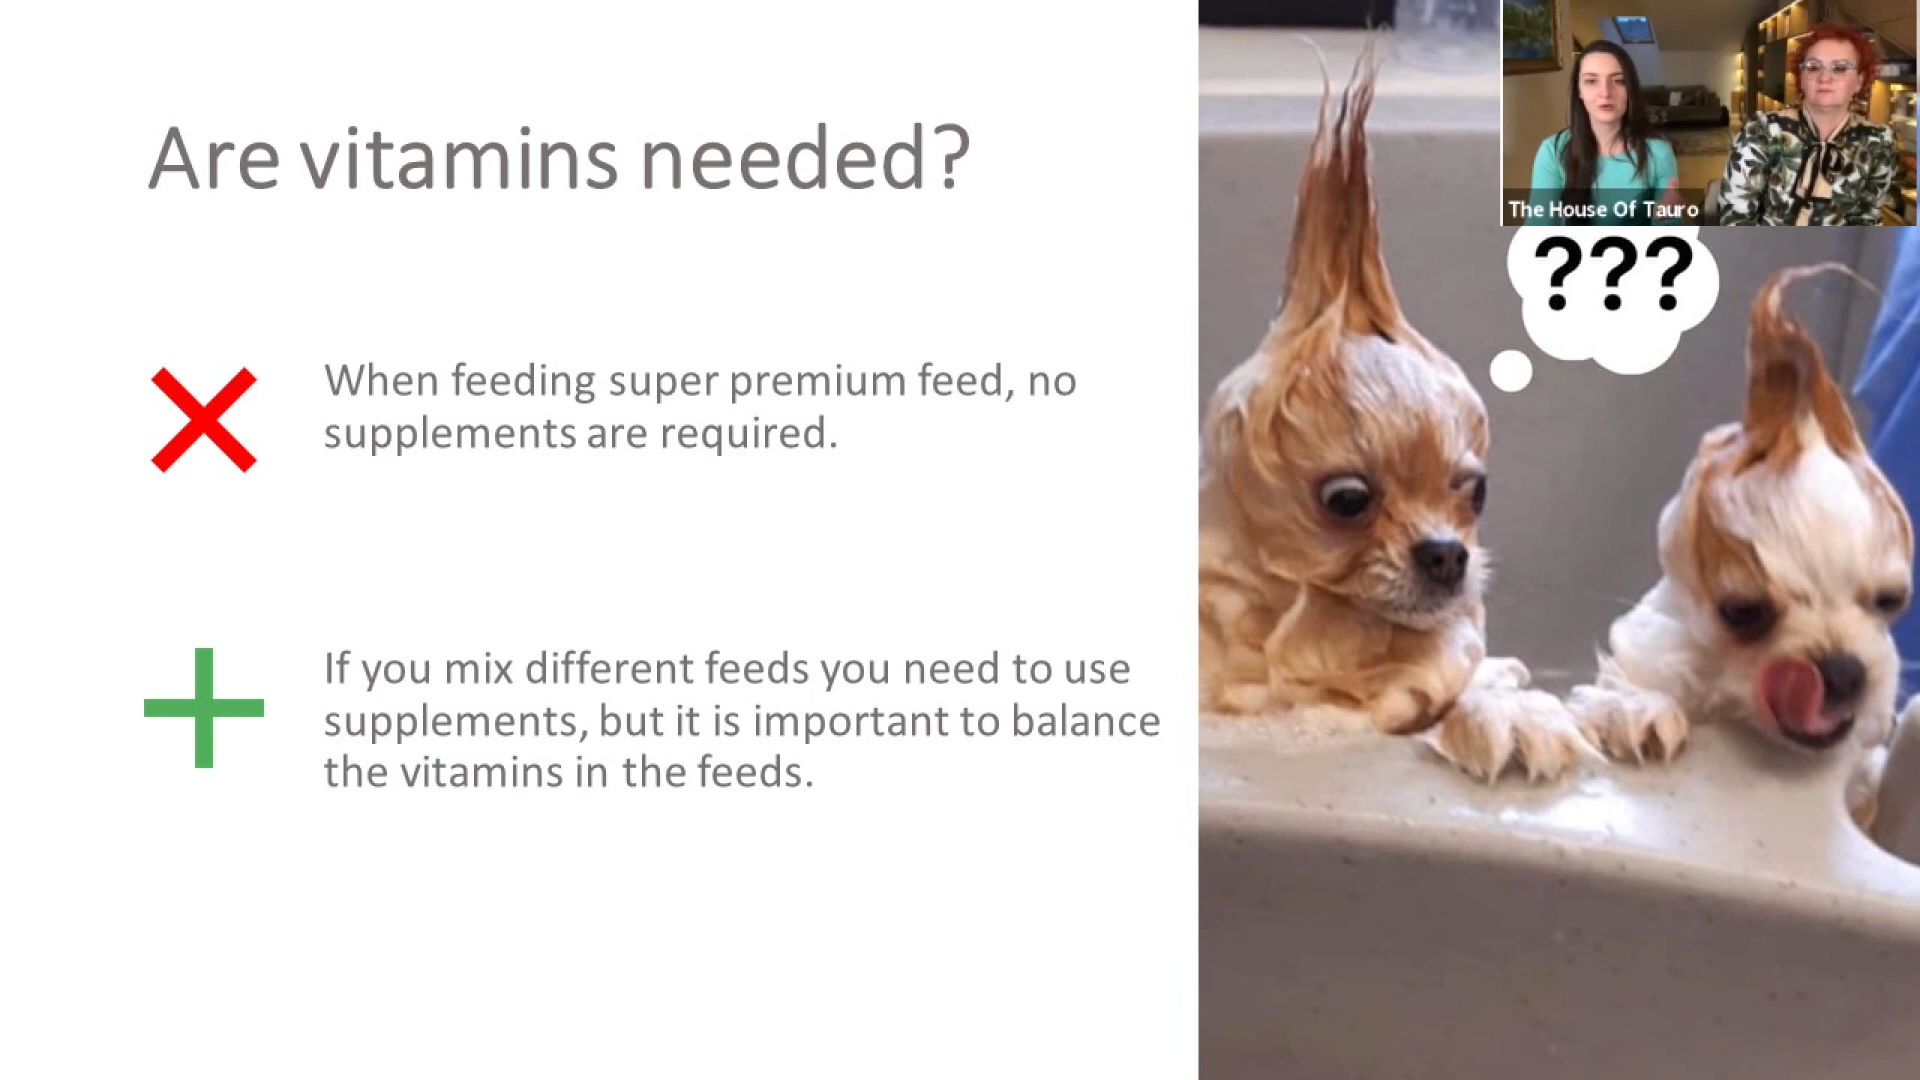 Are vitamins needed?
The House Of Tauro
???
When feeding super premium feed, no
supplements are required.
If you mix different feeds you need to use
supplements, but it is important to balance
the vitamins in the feeds.